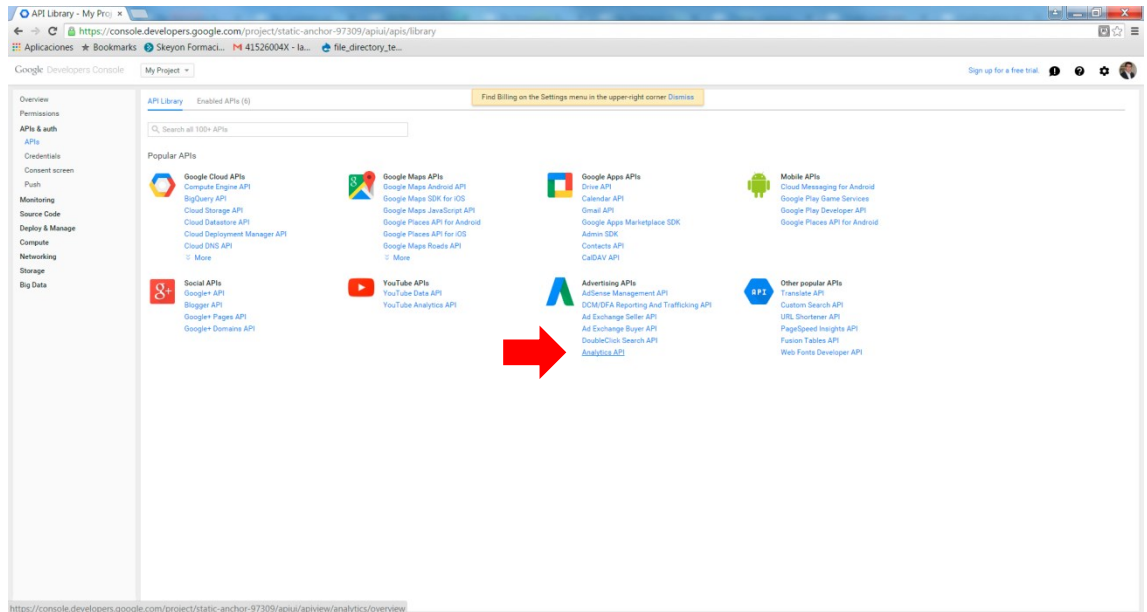 API Library - My Proj
https://console.developers.google.com/project/static-anchor-97309/apiui/apis/library
Aplicaciones Bookmarks Skeyon Formaci... 41526004X - la... file_directory_te...
Google Developers Console My Project Sign up for a free trial.
Overview
Permissions
APIs & auth
APIs
Credentials
Consent screen
Push
Monitoring
Source Code
Deploy & Manage
Compute
Networking
Storage
Big Data
API Library Enabled APIs (6)
Find Billing on the Settings menu in the upper-right corner Dismiss
Search all 100+ APIs
Popular APIs
Google Cloud APIs
Compute Engine API
BigQuery API
Cloud Storage API
Cloud Datastore API
Cloud Deployment Manager API
Cloud DNS API
More
Google Maps APIs
Google Maps Android API
Google Maps SDK for iOS
Google Maps JavaScript API
Google Places API for Android
Google Places API for iOS
Google Maps Roads API
More
Google Apps APIs
Drive API
Calendar API
Gmail API
Google Apps Marketplace SDK
Admin SDK
Contacts API
CalDAV API
Mobile APIs
Cloud Messaging for Android
Google Play Game Services
Google Play Developer API
Google Places API for Android
g+
Social APIs
Google+ API
Blogger API
Google+ Pages API
Google+ Domains API
YouTube APIs
YouTube Data API
YouTube Analytics API
Advertising APIs
AdSense Management API
DCM/DFA Reporting And Trafficking API
Ad Exchange Seller API
Ad Exchange Buyer API
DoubleClick Search API
Analytics API
API
Other popular APIs
Translate API
Custom Search API
URL Shortener API
PageSpeed Insights API
Fusion Tables API
Web Fonts Developer API
https://console.developers.google.com/project/static-anchor-97309/apiui/apiview/analytics/overview